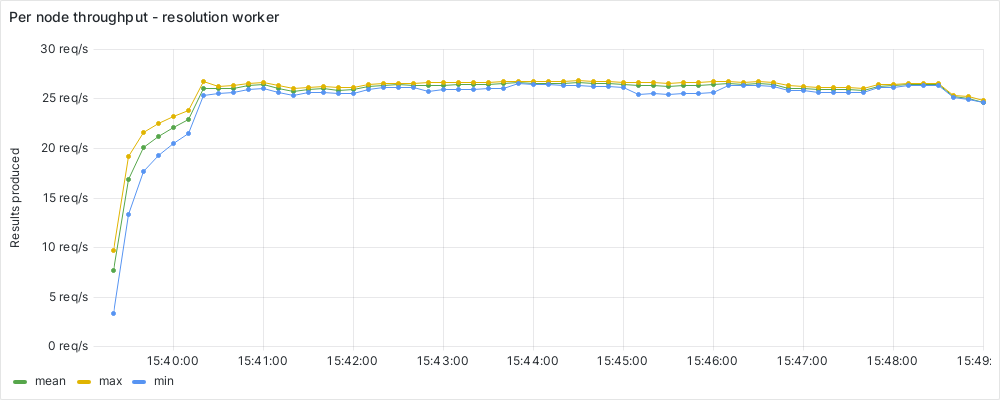 Per node throughput - resolution worker
30 req/s
25 req/s
20 req/s
15 req/s
10 req/s
5 req/s
0 req/s
Results produced
15:40:00 15:41:00 15:42:00 15:43:00 15:44:00 15:45:00 15:46:00 15:47:00 15:48:00 15:49:
mean max min